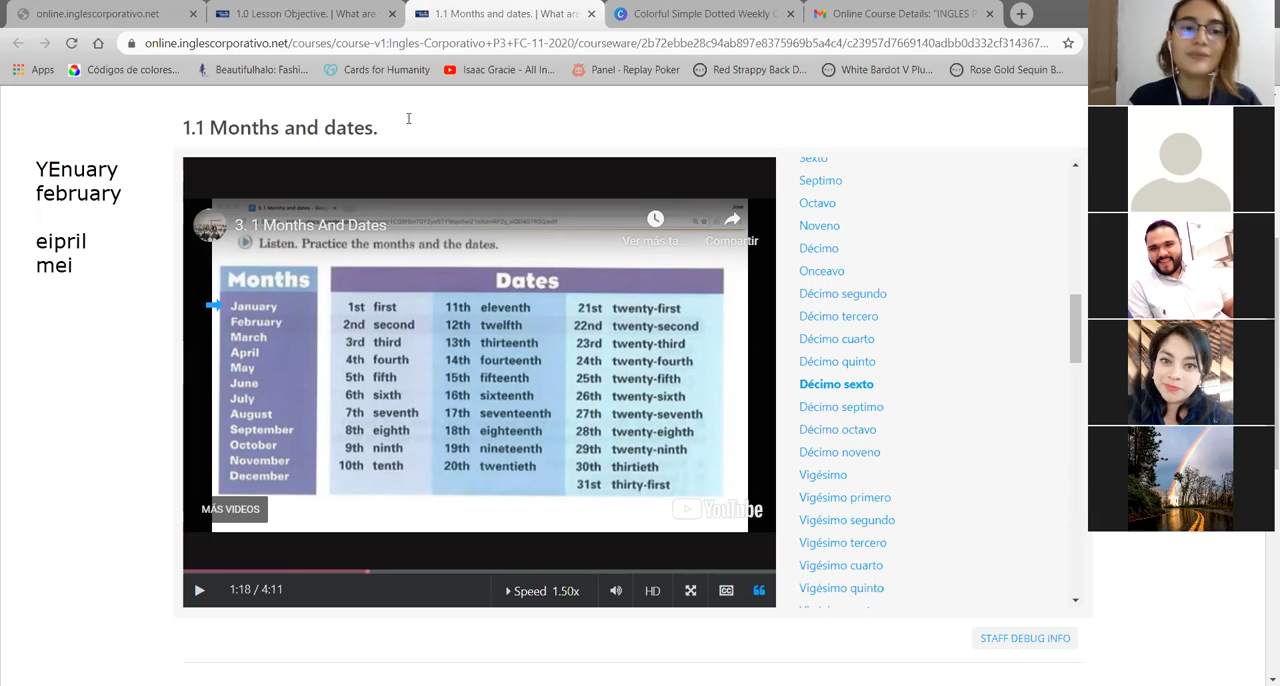 online.inglescorporativo.net
1.0 Lesson Objective. | What are
1.1 Months and dates. | What are
Colorful Simple Dotted Weekly C
Online Course Details: "INGLES P
online.inglescorporativo.net/courses/course-v1:Ingles-Corporativo+P3+FC-11-2020/courseware/2b72ebbe28c94ab897e8375969b5a4c4/c23957d7669140adbb0d332cf314367...
Apps
Códigos de colores...
Beautifulhalo: Fashi...
Cards for Humanity
Isaac Gracie - All In...
Panel · Replay Poker
Red Strappy Back D...
White Bardot V Plu...
Rose Gold Sequin B...
1.1 Months and dates.
YEnuary
february
eipril
mei
3. 1 Months And Dates
Ver más ta...
Compartir
Listen. Practice the months and the dates.
Months
January
February
March
April
May
June
July
August
September
October
November
December
Dates
1st first
2nd second
3rd third
4th fourth
5th fifth
6th sixth
7th seventh
8th eighth
9th ninth
10th tenth
11th eleventh
12th twelfth
13th thirteenth
14th fourteenth
15th fifteenth
16th sixteenth
17th seventeenth
18th eighteenth
19th nineteenth
20th twentieth
21st twenty-first
22nd twenty-second
23rd twenty-third
24th twenty-fourth
25th twenty-fifth
26th twenty-sixth
27th twenty-seventh
28th twenty-eighth
29th twenty-ninth
30th thirtieth
31st thirty-first
MÁS VIDEOS
YouTube
1:18 / 4:11
Speed 1.50x
HD
Sexto
Septimo
Octavo
Noveno
Décimo
Onceavo
Décimo segundo
Décimo tercero
Décimo cuarto
Décimo quinto
Décimo sexto
Décimo septimo
Décimo octavo
Décimo noveno
Vigésimo
Vigésimo primero
Vigésimo segundo
Vigésimo tercero
Vigésimo cuarto
Vigésimo quinto
STAFF DEBUG INFO